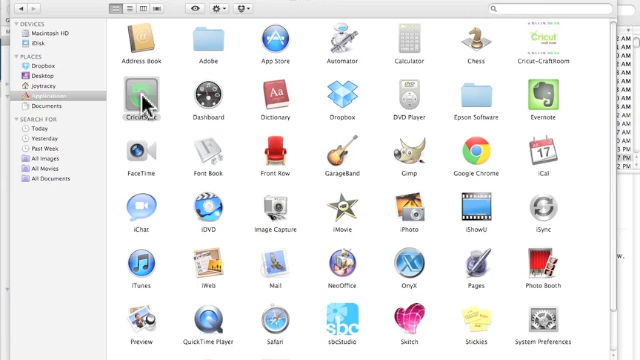 DEVICES
Macintosh HD
iDisk
PLACES
Dropbox
Desktop
joytracey
Applications
Documents
SEARCH FOR
Today
Yesterday
Past Week
All Images
All Movies
All Documents
Address Book
Adobe
App Store
Automator
Calculator
Chess
Cricut-CraftRoom
Dashboard
Dictionary
Dropbox
DVD Player
Epson Software
Evernote
FaceTime
Font Book
Front Row
GarageBand
Gimp
Google Chrome
iCal
iChat
iDVD
Image Capture
iMovie
iPhoto
iShowU
iSync
iTunes
iWeb
Mail
NeoOffice
OnyX
Pages
Photo Booth
Preview
QuickTime Player
Safari
sbcStudio
Skitch
Stickies
System Preferences